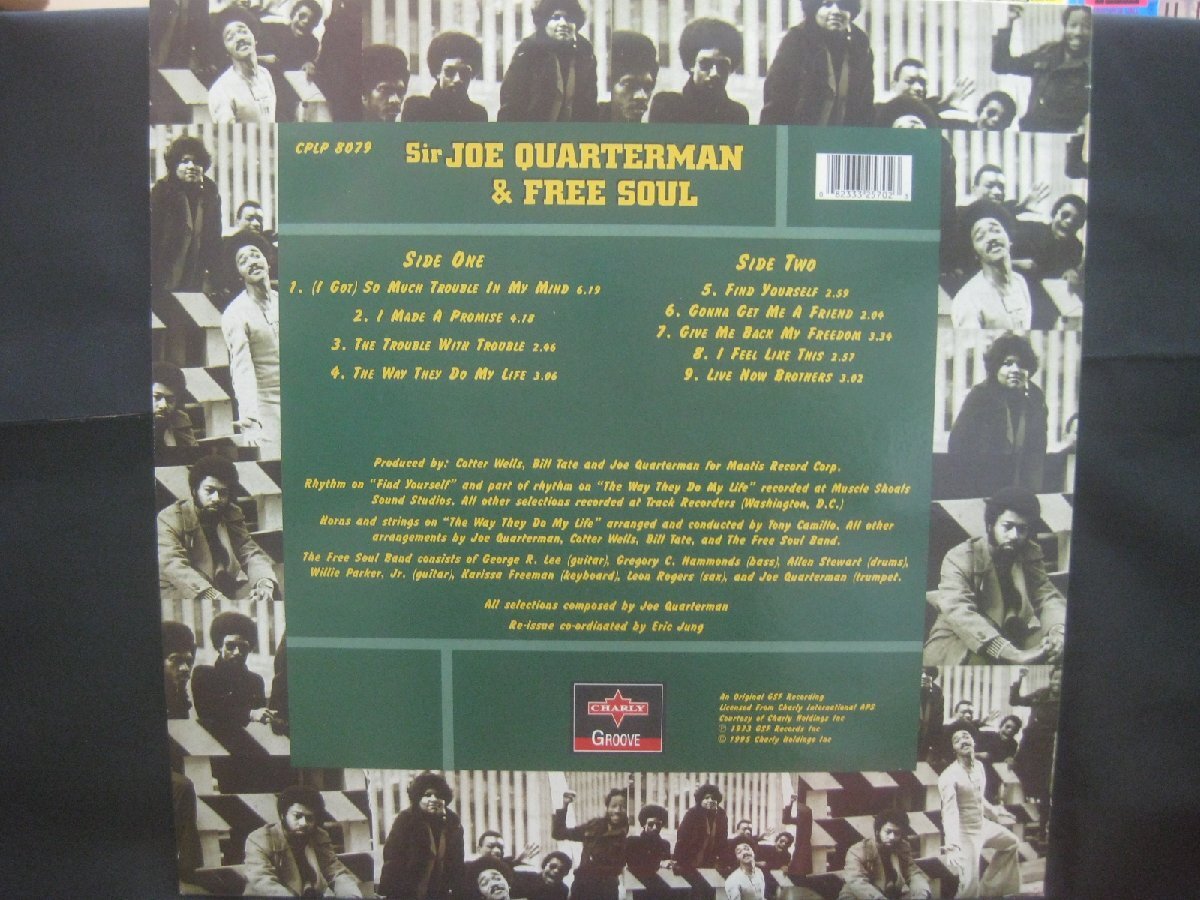 CPLP 8079
Sir JOE QUARTERMAN
& FREE SOUL
Side One
1. (I Got) So Much Trouble In My Mind 6.19
2. I Made A Promise 4.18
3. The Trouble With Trouble 2.46
4. The Way They Do My Life 3.06
Side Two
5. Find Yourself 2.59
6. Gonna Get Me A Friend 2.04
7. Give Me Back My Freedom 3.34
8. I Feel Like This 2.57
9. Live Now Brothers 3.02
Produced by: Cotter Wells, Bill Tate and Joe Quarterman for Mantis Record Corp.
Rhythm on "Find Yourself" and part of rhythm on "The Way They Do My Life" recorded at Muscle Shoals
Sound Studios. All other selections recorded at Track Recorders (Washington, D.C.)
Horns and strings on "The Way They Do My Life" arranged and conducted by Tony Camillo. All other
arrangements by Joe Quarterman, Cotter Wells, Bill Tate, and The Free Soul Band.
The Free Soul Band consists of George R. Lee (guitar), Gregory C. Hammonds (bass), Allen Stewart (drums),
Willie Parker, Jr. (guitar), Karissa Freeman (keyboard), Leon Rogers (sax), and Joe Quarterman (trumpet.
All selections composed by Joe Quarterman
Re-issue co-ordinated by Eric Jung
CHARLY
GROOVE
An Original GSF Recording
Licensed From Charly International APS
Courtesy of Charly Holdings Inc
℗ 1973 GSF Records Inc
© 1995 Charly Holdings Inc